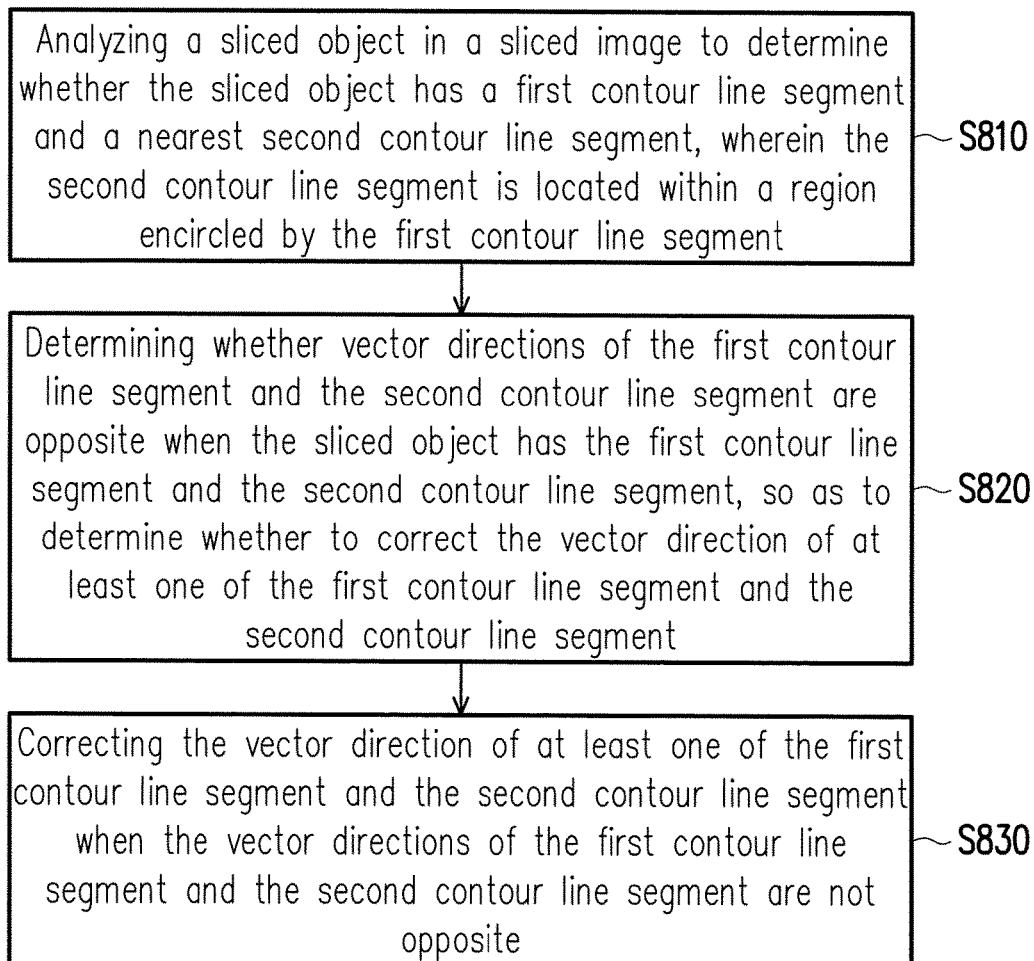 Analyzing a sliced object in a sliced image to determine
whether the sliced object has a first contour line segment
and a nearest second contour line segment, wherein the
second contour line segment is located within a region
encircled by the first contour line segment
S810
Determining whether vector directions of the first contour
line segment and the second contour line segment are
opposite when the sliced object has the first contour line
segment and the second contour line segment, so as to
determine whether to correct the vector direction of at
least one of the first contour line segment and the
second contour line segment
S820
Correcting the vector direction of at least one of the first
contour line segment and the second contour line segment
when the vector directions of the first contour line
segment and the second contour line segment are not
opposite
S830